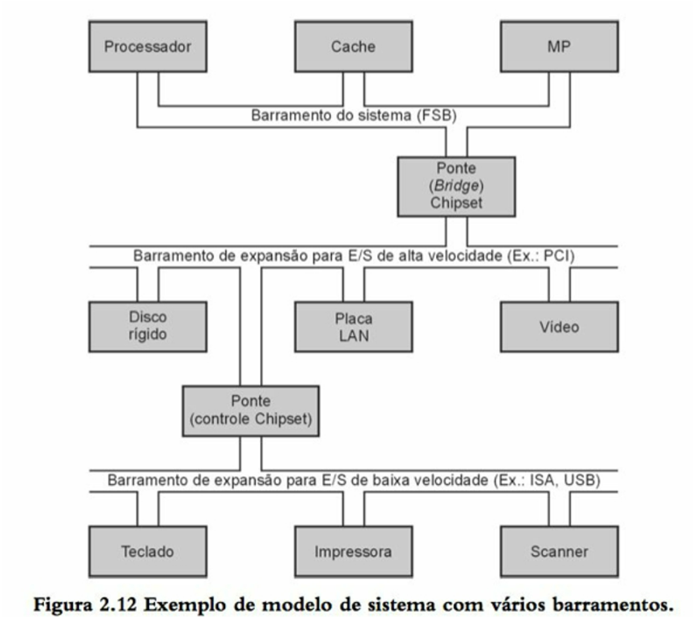 Processador
Cache
MP
Barramento do sistema (FSB)
Ponte
(Bridge)
Chipset
Barramento de expansão para E/S de alta velocidade (Ex.: PCI)
Disco
rígido
Placa
LAN
Vídeo
Ponte
(controle Chipset)
Barramento de expansão para E/S de baixa velocidade (Ex.: ISA, USB)
Teclado
Impressora
Scanner
Figura 2.12 Exemplo de modelo de sistema com vários barramentos.